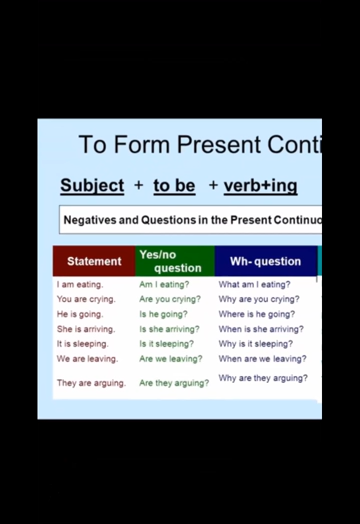 To Form Present Conti
Subject + to be + verb+ing
Negatives and Questions in the Present Continuo
Statement Yes/no question Wh- question
I am eating. Am I eating? What am I eating?
You are crying. Are you crying? Why are you crying?
He is going. Is he going? Where is he going?
She is arriving. Is she arriving? When is she arriving?
It is sleeping. Is it sleeping? Why is it sleeping?
We are leaving. Are we leaving? When are we leaving?
They are arguing. Are they arguing? Why are they arguing?